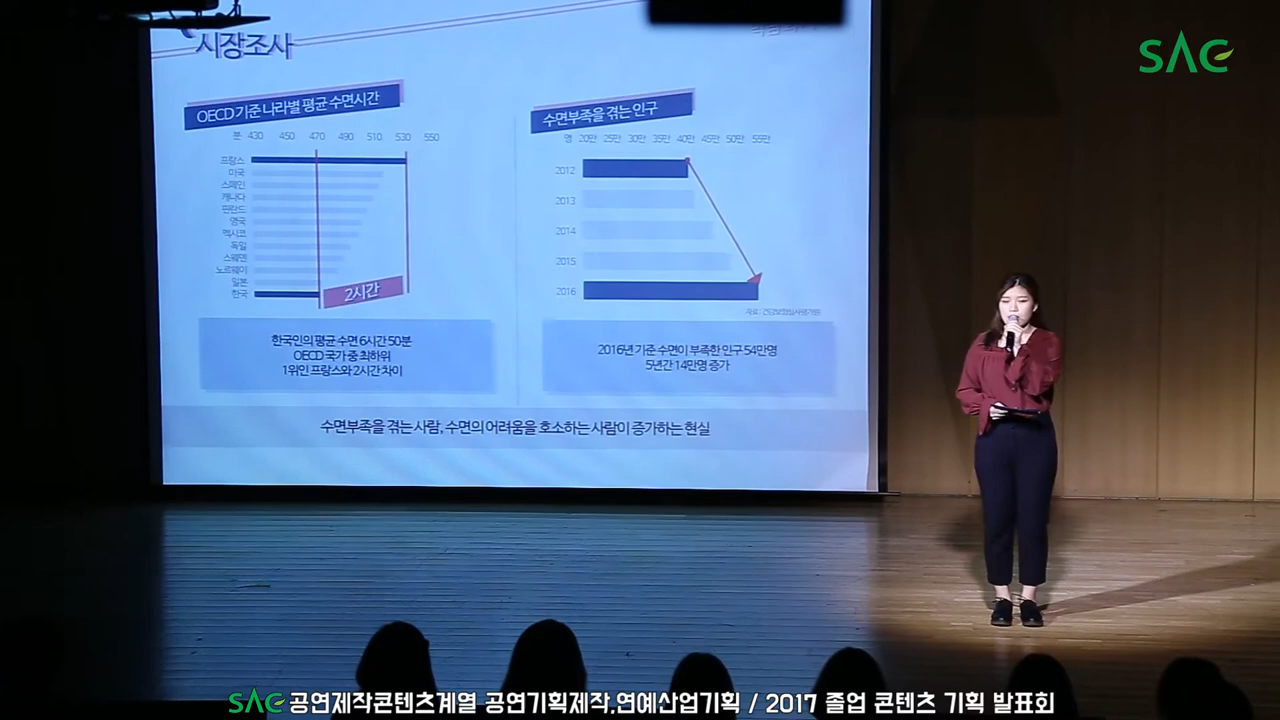 시장조사
SAC
OECD 기준 나라별 평균 수면시간
분 430 450 470 490 510 530 550
프랑스
미국
스페인
캐나다
핀란드
영국
멕시코
독일
스웨덴
노르웨이
일본
한국
2시간
한국인의 평균 수면 6시간 50분
OECD 국가 중 최하위
1위인 프랑스와 2시간 차이
수면부족을 겪는 인구
명 20만 25만 30만 35만 40만 45만 50만 55만
2012
2013
2014
2015
2016
자료 : 건강보험심사평가원
2016년 기준 수면이 부족한 인구 54만명
5년간 14만명 증가
수면부족을 겪는 사람, 수면의 어려움을 호소하는 사람이 증가하는 현실
SAC 공연제작콘텐츠계열 공연기획제작,연예산업기획 / 2017 졸업 콘텐츠 기획 발표회